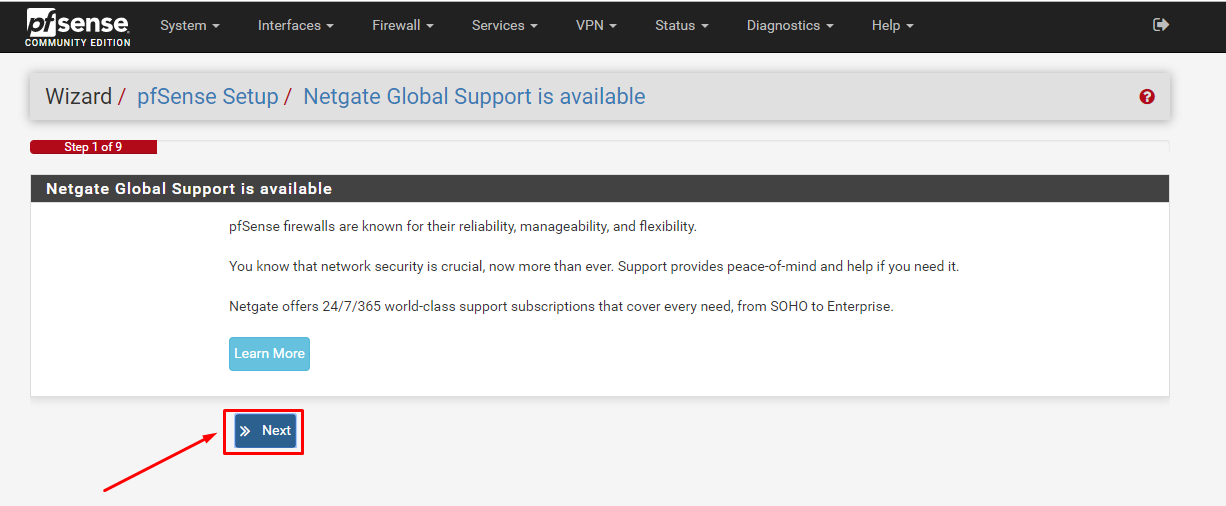 pfsense
COMMUNITY EDITION
System Interfaces Firewall Services VPN Status Diagnostics Help
Wizard / pfSense Setup / Netgate Global Support is available
Step 1 of 9
Netgate Global Support is available
pfSense firewalls are known for their reliability, manageability, and flexibility.
You know that network security is crucial, now more than ever. Support provides peace-of-mind and help if you need it.
Netgate offers 24/7/365 world-class support subscriptions that cover every need, from SOHO to Enterprise.
Learn More
Next